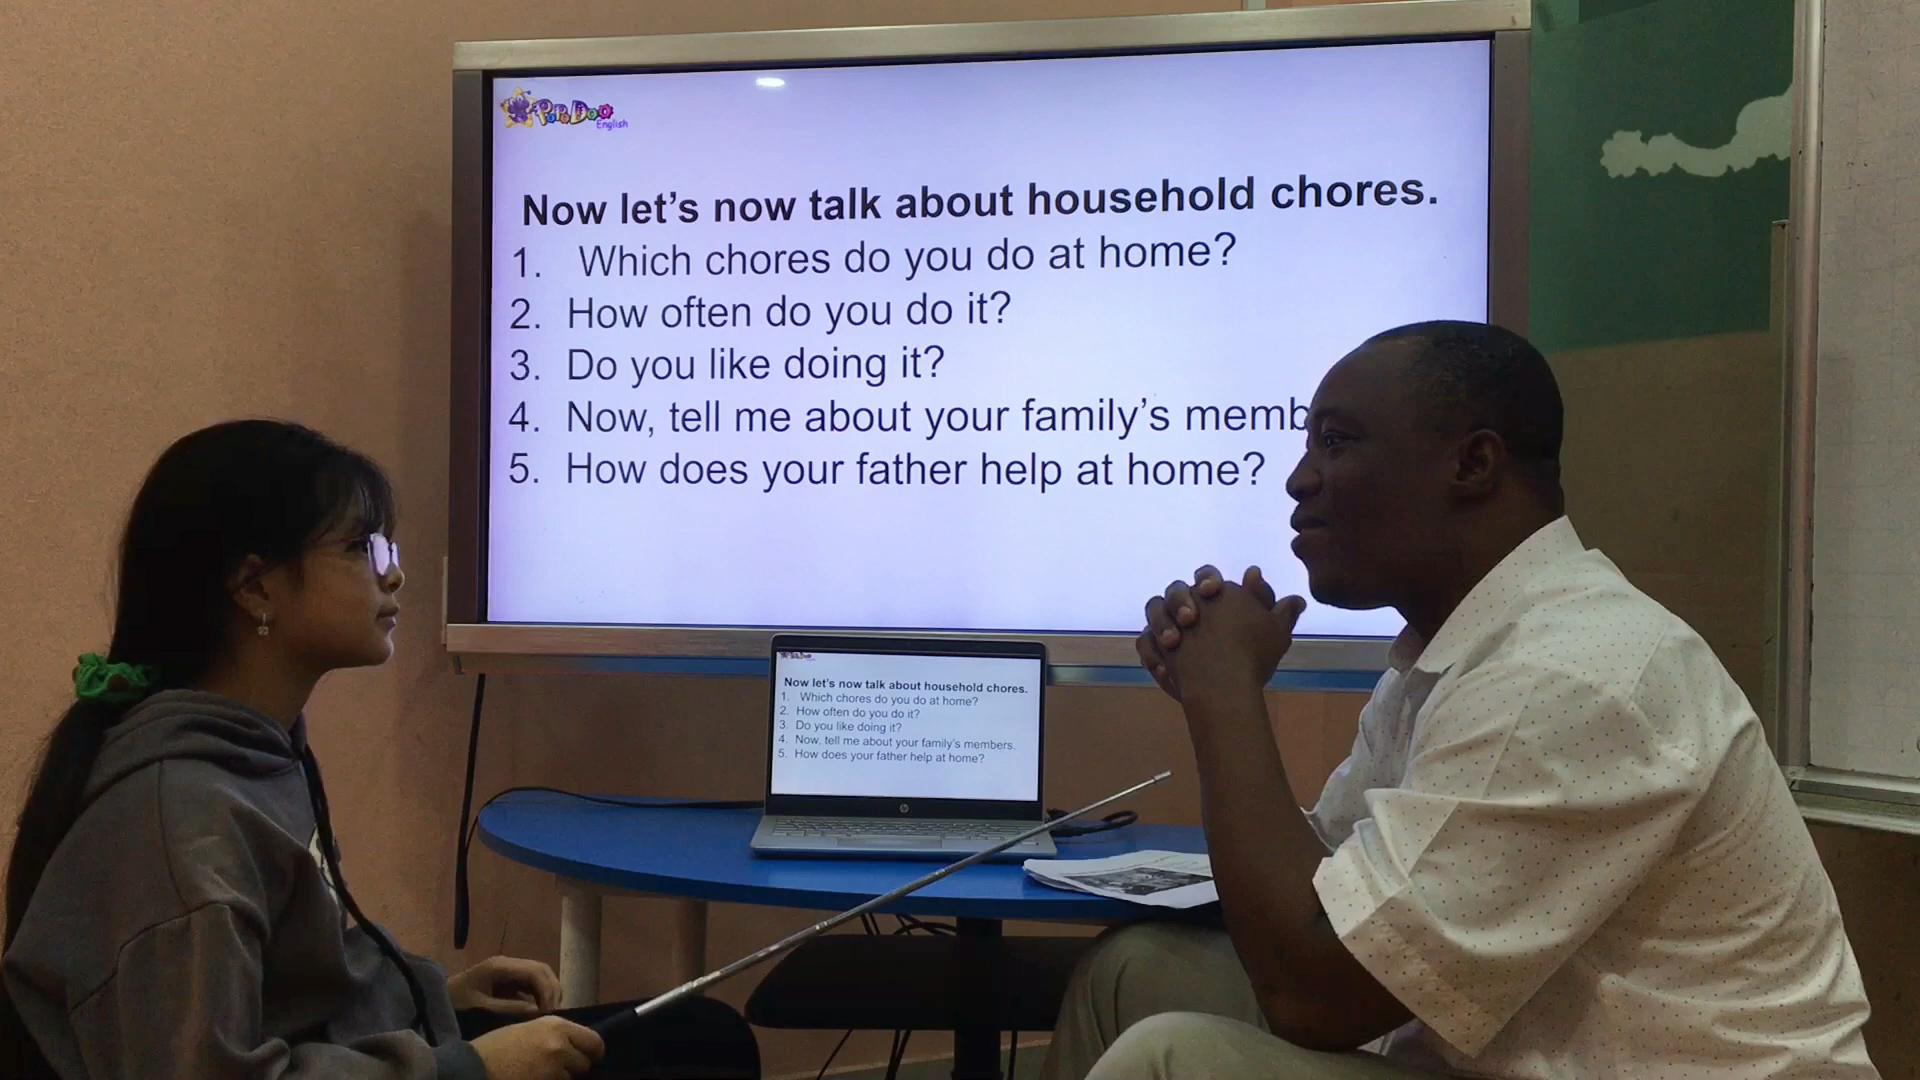 PoPoDoo
English
Now let's now talk about household chores.
1. Which chores do you do at home?
2. How often do you do it?
3. Do you like doing it?
4. Now, tell me about your family's memb
5. How does your father help at home?
Now let's now talk about household chores.
1. Which chores do you do at home?
2. How often do you do it?
3. Do you like doing it?
4. Now, tell me about your family's members.
5. How does your father help at home?
hp